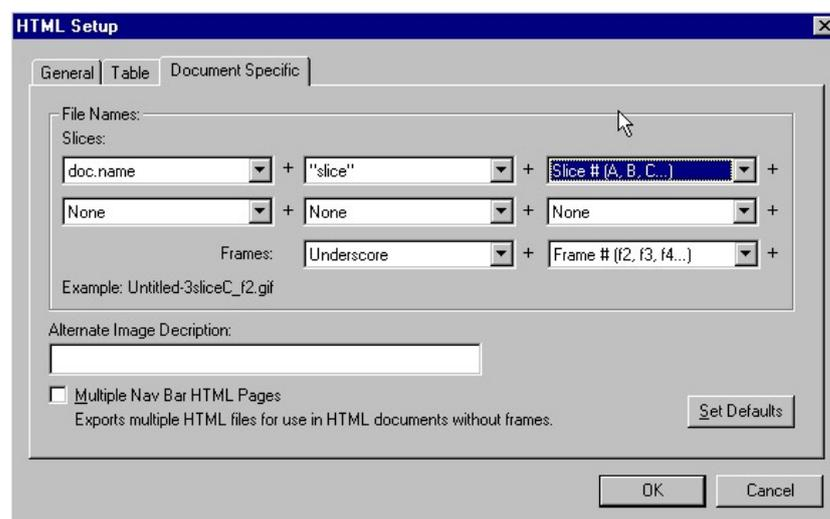 HTML Setup
General Table Document Specific
File Names:
Slices:
doc.name + "slice" + Slice # (A, B, C...) +
None + None + None +
Frames: Underscore + Frame # (f2, f3, f4...) +
Example: Untitled-3sliceC_f2.gif
Alternate Image Decription:
Multiple Nav Bar HTML Pages
Exports multiple HTML files for use in HTML documents without frames.
Set Defaults
OK Cancel